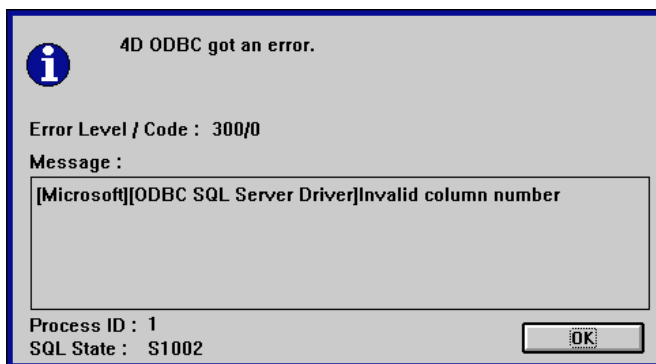 4D ODBC got an error.
Error Level / Code : 300/0
Message :
[Microsoft][ODBC SQL Server Driver]Invalid column number
Process ID : 1
SQL State : S1002
OK